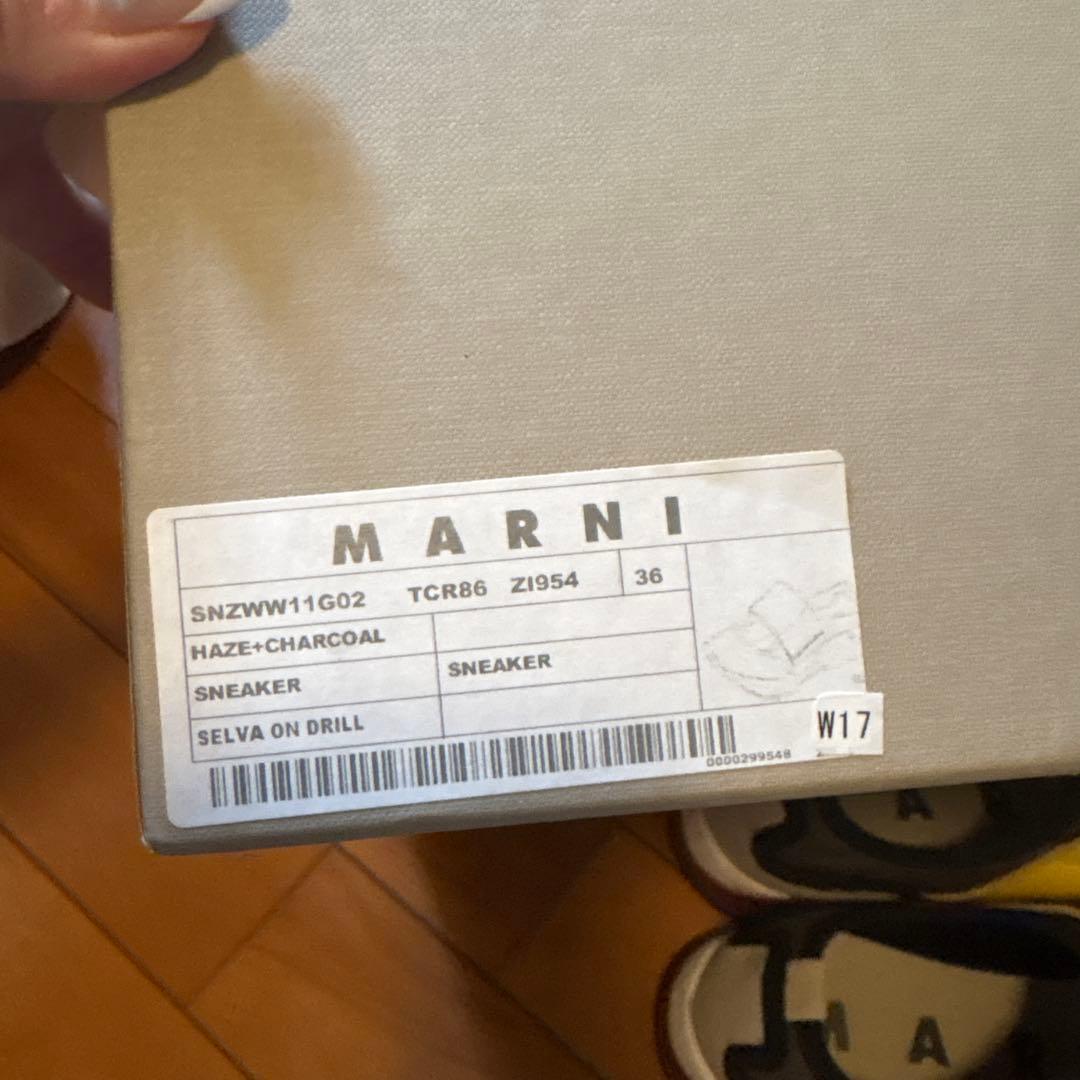 MARNI
SNZWW11G02 TCR86 ZI954 36
HAZE+CHARCOAL
SNEAKER SNEAKER
SELVA ON DRILL
0000299548
W17
A
M A